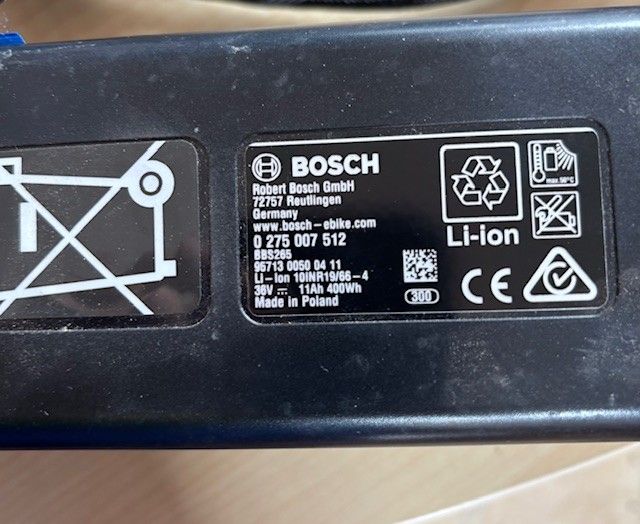 BOSCH
Robert Bosch GmbH
72757 Reutlingen
Germany
www.bosch-ebike.com
0 275 007 512
BBS265
95713 0050 04 11
Li-Ion 10INR19/66-4
36V ⎓ 11Ah 400Wh
Made in Poland
300
Li-ion
max.50°C
CE